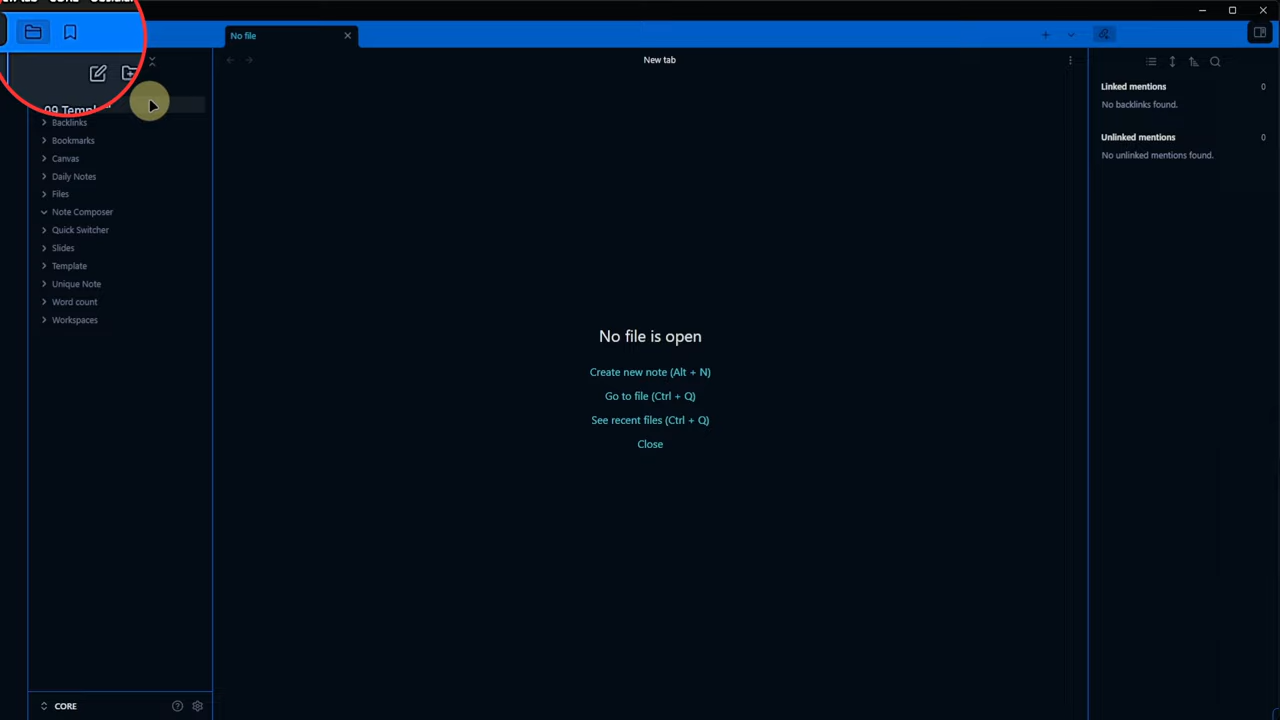 No file
New tab
Backlinks
Bookmarks
Canvas
Daily Notes
Files
Note Composer
Quick Switcher
Slides
Template
Unique Note
Word count
Workspaces
CORE
No file is open
Create new note (Alt + N)
Go to file (Ctrl + Q)
See recent files (Ctrl + Q)
Close
Linked mentions 0
No backlinks found.
Unlinked mentions 0
No unlinked mentions found.